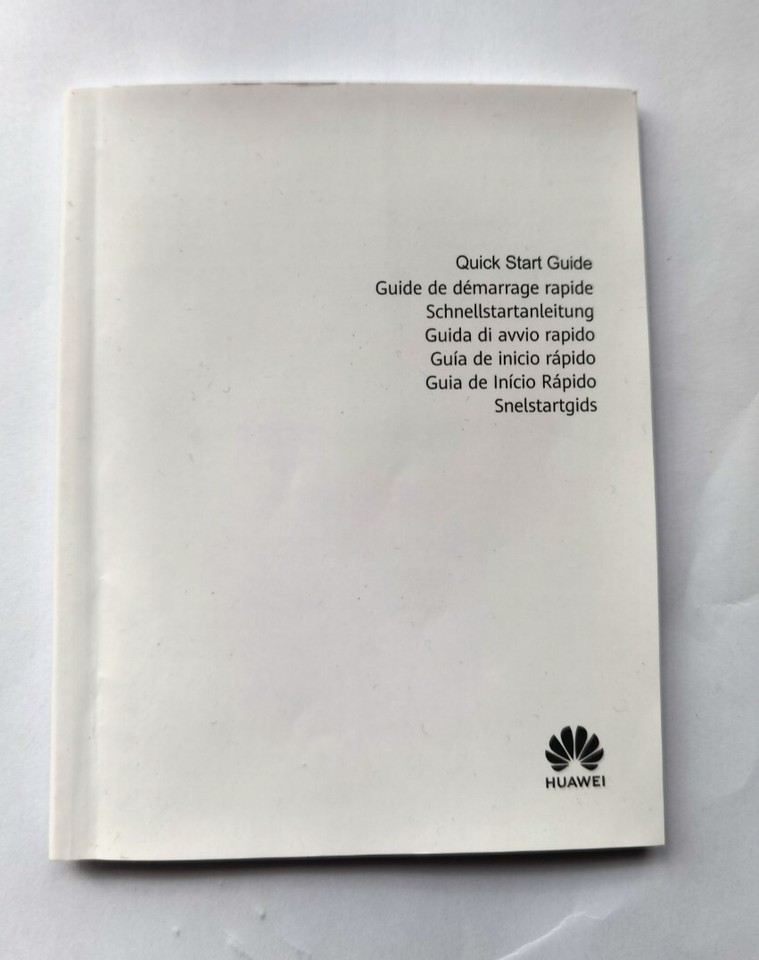 Quick Start Guide
Guide de démarrage rapide
Schnellstartanleitung
Guida di avvio rapido
Guía de inicio rápido
Guia de Início Rápido
Snelstartgids
HUAWEI